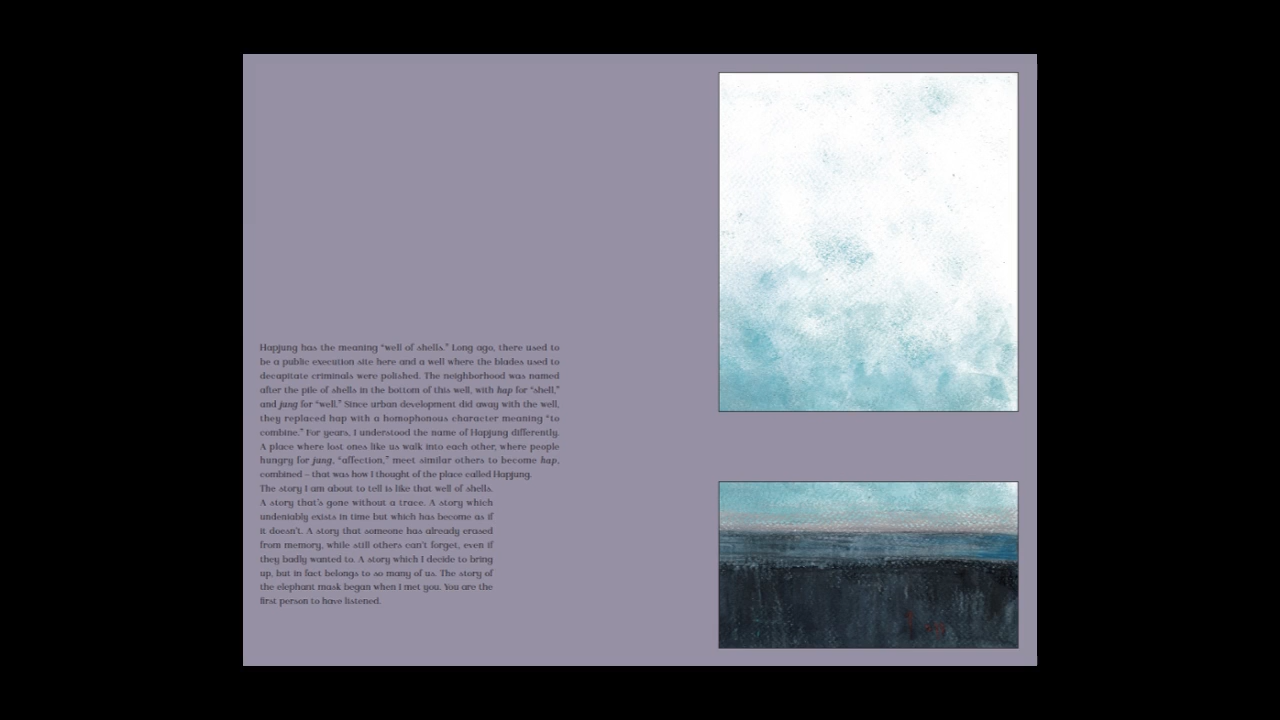 Hapjung has the meaning “well of shells.” Long ago, there used to
be a public execution site here and a well where the blades used to
decapitate criminals were polished. The neighborhood was named
after the pile of shells in the bottom of this well, with hap for “shell,”
and jung for “well.” Since urban development did away with the well,
they replaced hap with a homophonous character meaning “to
combine.” For years, I understood the name of Hapjung differently.
A place where lost ones like us walk into each other, where people
hungry for jung, “affection,” meet similar others to become hap,
combined – that was how I thought of the place called Hapjung.
The story I am about to tell is like that well of shells.
A story that’s gone without a trace. A story which
undeniably exists in time but which has become as if
it doesn’t. A story that someone has already erased
from memory, while still others can’t forget, even if
they badly wanted to. A story which I decide to bring
up, but in fact belongs to so many of us. The story of
the elephant mask began when I met you. You are the
first person to have listened.